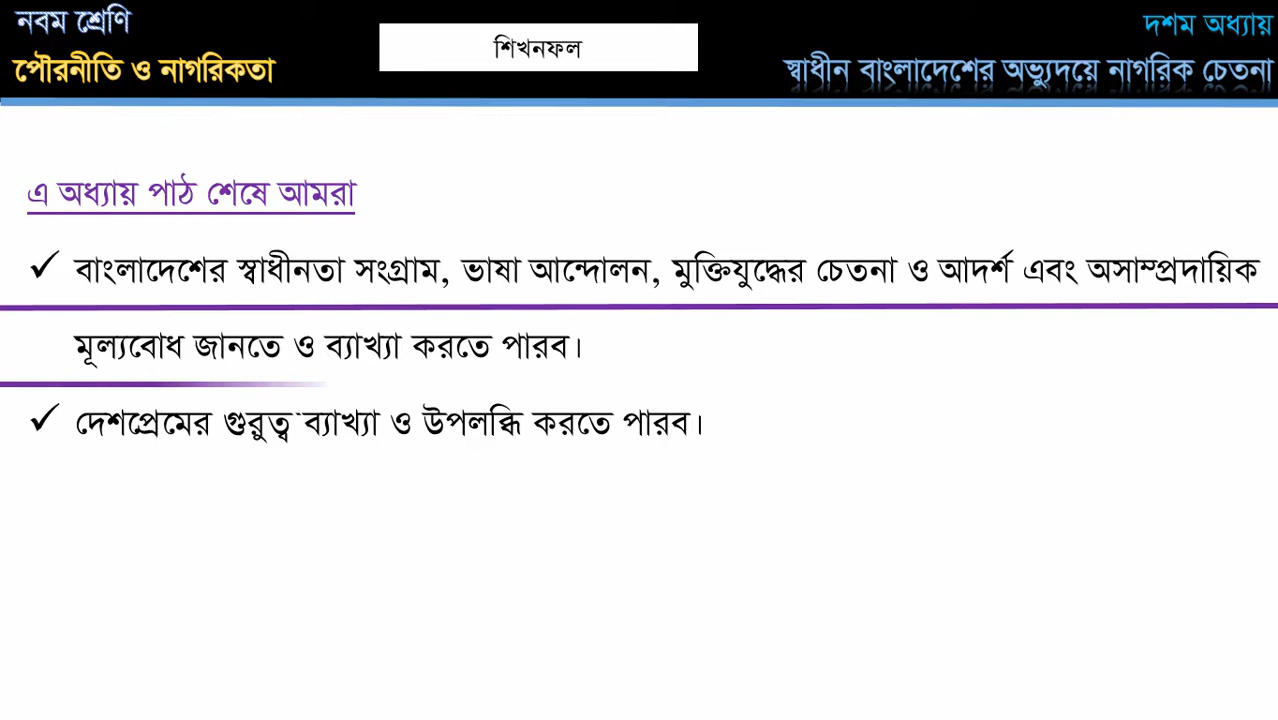 নবম শ্রেণি
পৌরনীতি ও নাগরিকতা
শিখনফল
দশম অধ্যায়
স্বাধীন বাংলাদেশের অভ্যুদয়ে নাগরিক চেতনা
এ অধ্যায় পাঠ শেষে আমরা
✓ বাংলাদেশের স্বাধীনতা সংগ্রাম, ভাষা আন্দোলন, মুক্তিযুদ্ধের চেতনা ও আদর্শ এবং অসাম্প্রদায়িক
মূল্যবোধ জানতে ও ব্যাখ্যা করতে পারব।
✓ দেশপ্রেমের গুরুত্ব ব্যাখ্যা ও উপলব্ধি করতে পারব।